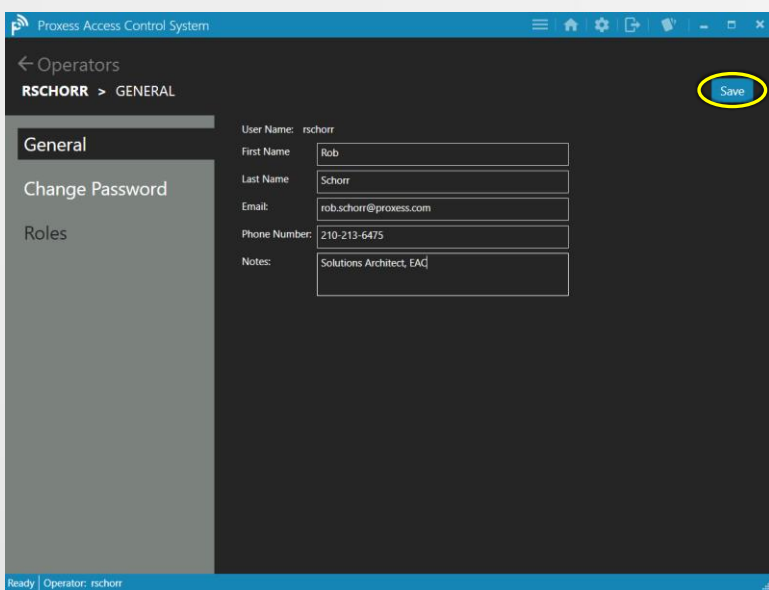 Proxess Access Control System
Operators
RSCHORR > GENERAL
Save
General
Change Password
Roles
User Name: rschorr
First Name Rob
Last Name Schorr
Email: rob.schorr@proxess.com
Phone Number: 210-213-6475
Notes: Solutions Architect, EAC
Ready Operator: rschorr